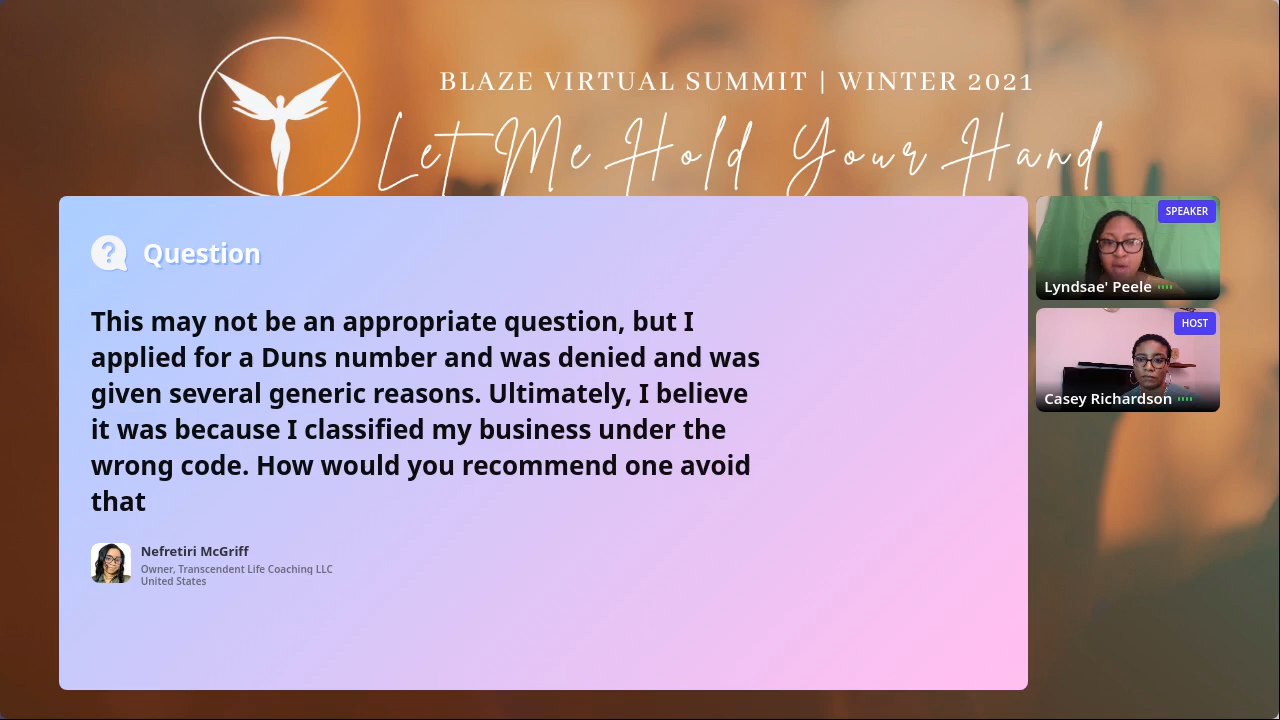 BLAZE VIRTUAL SUMMIT | WINTER 2021
Let Me Hold Your Hand
Question
This may not be an appropriate question, but I
applied for a Duns number and was denied and was
given several generic reasons. Ultimately, I believe
it was because I classified my business under the
wrong code. How would you recommend one avoid
that
Nefretiri McGriff
Owner, Transcendent Life Coaching LLC
United States
SPEAKER
Lyndsae' Peele
HOST
Casey Richardson